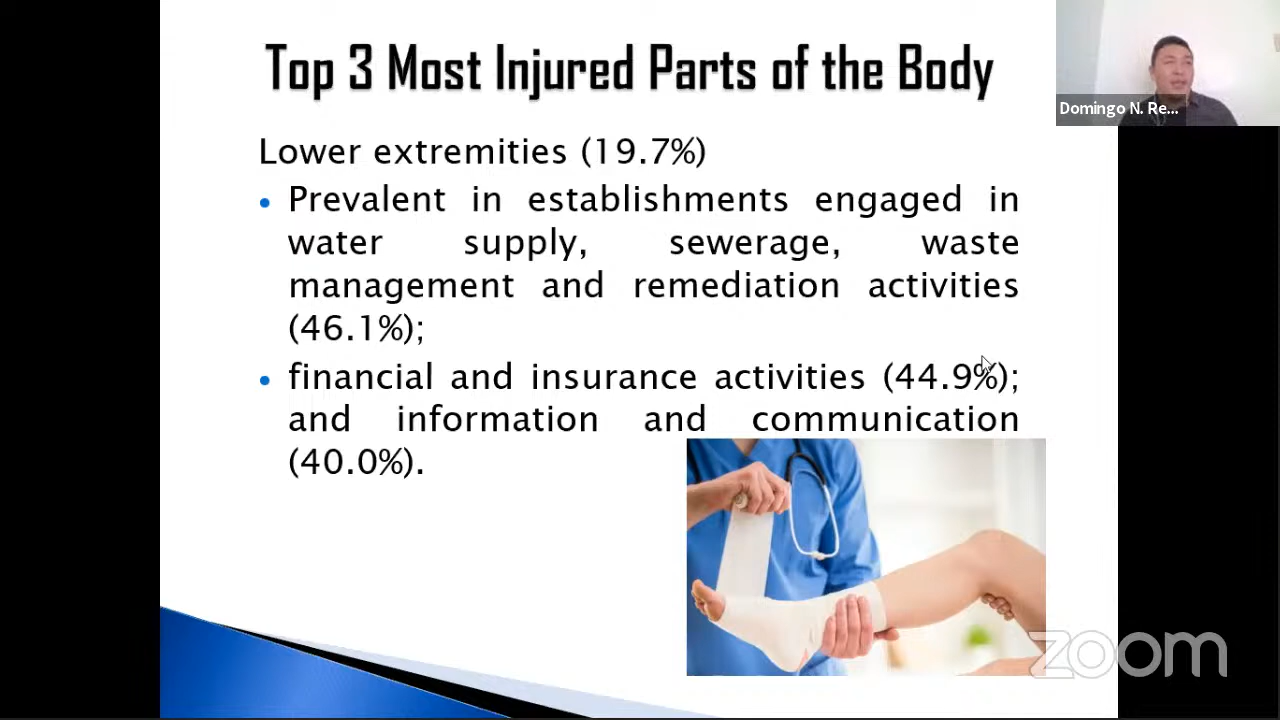 Top 3 Most Injured Parts of the Body
Domingo N. Re...
Lower extremities (19.7%)
• Prevalent in establishments engaged in
water supply, sewerage, waste
management and remediation activities
(46.1%);
• financial and insurance activities (44.9%);
and information and communication
(40.0%).
zoom